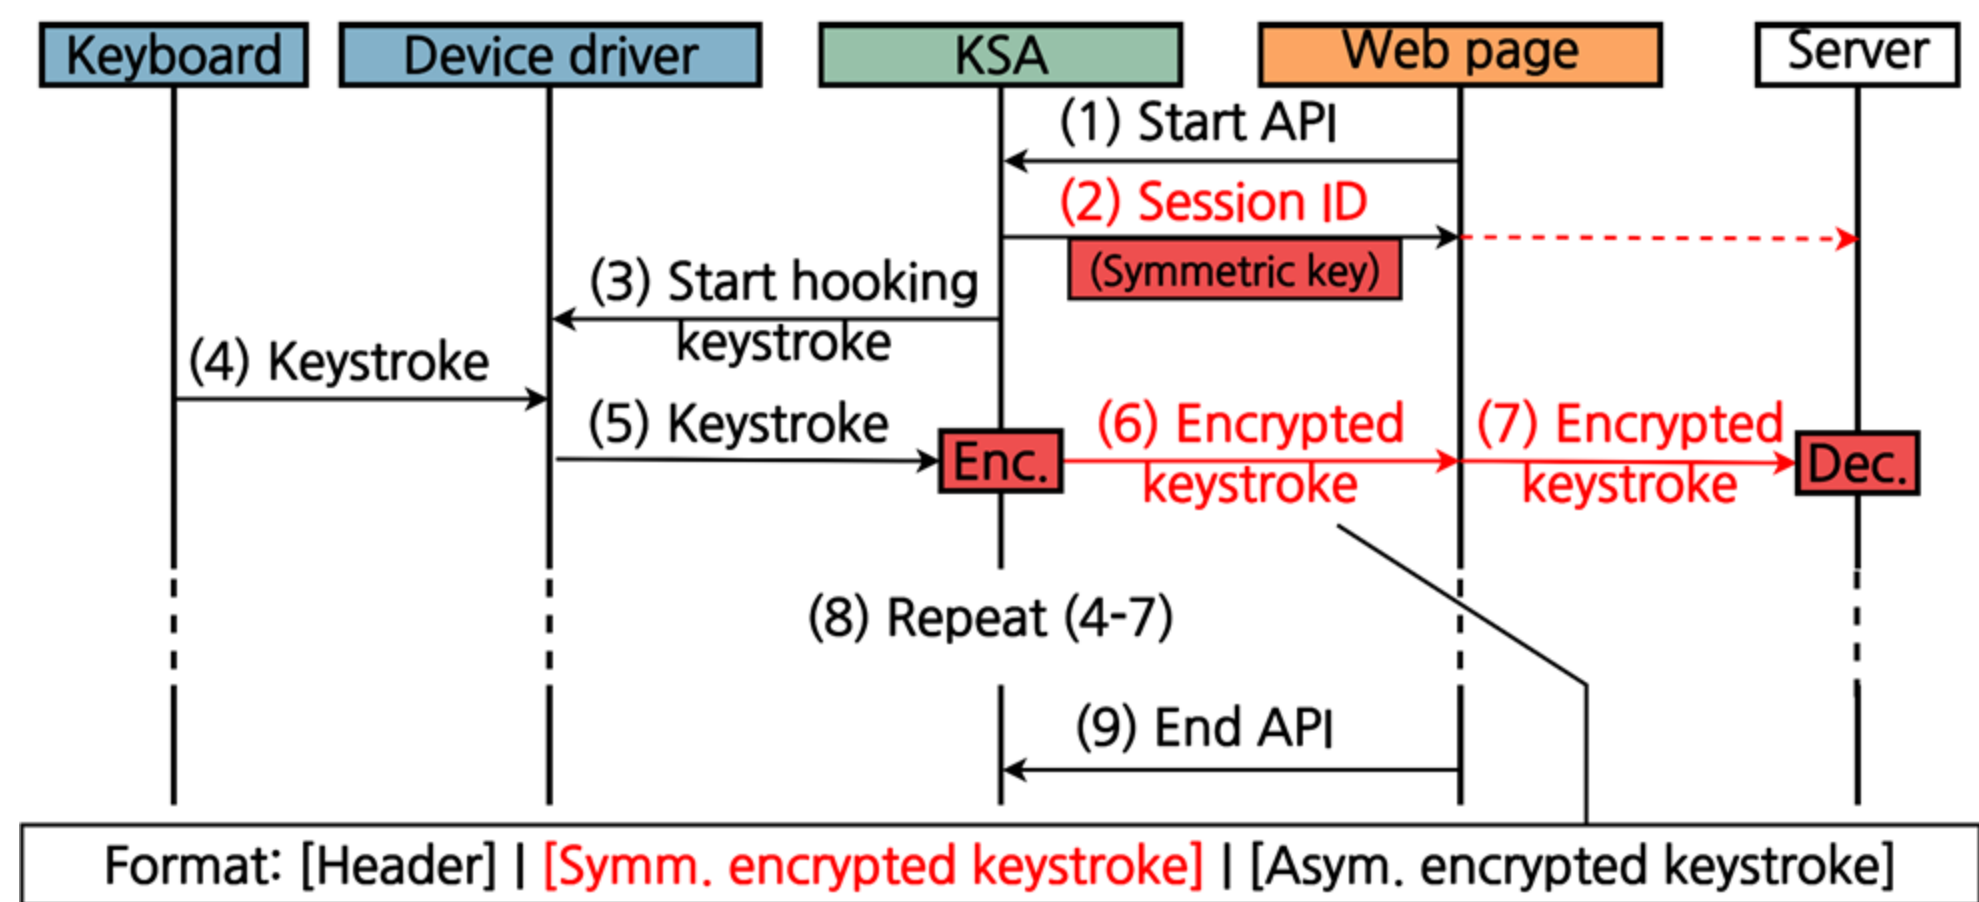 Keyboard
Device driver
KSA
Web page
Server
(1) Start API
(2) Session ID
(Symmetric key)
(3) Start hooking
keystroke
(4) Keystroke
(5) Keystroke
Enc.
(6) Encrypted
keystroke
(7) Encrypted
keystroke
Dec.
(8) Repeat (4-7)
(9) End API
Format: [Header] | [Symm. encrypted keystroke] | [Asym. encrypted keystroke]